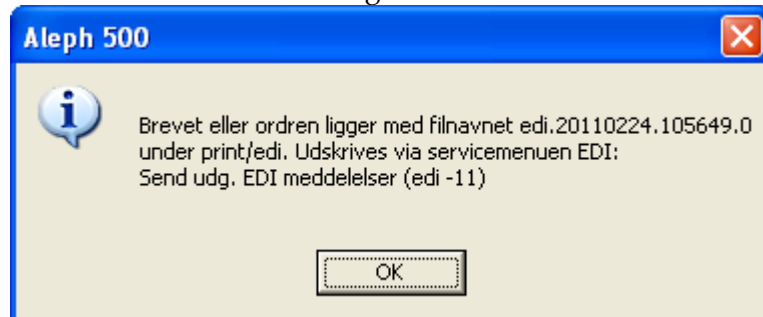 Aleph 500
Brevet eller ordren ligger med filnavnet edi.20110224.105649.0
under print/edi. Udskrives via servicemenuen EDI:
Send udg. EDI meddelelser (edi -11)
OK